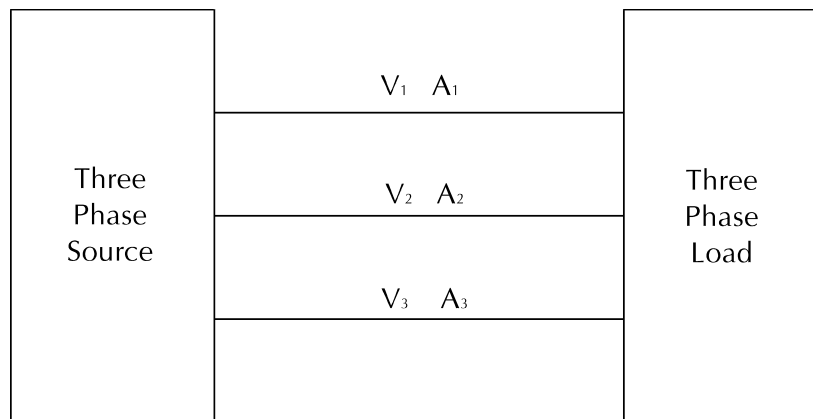 Three
Phase
Source
V₁ A₁
V₂ A₂
V₃ A₃
Three
Phase
Load